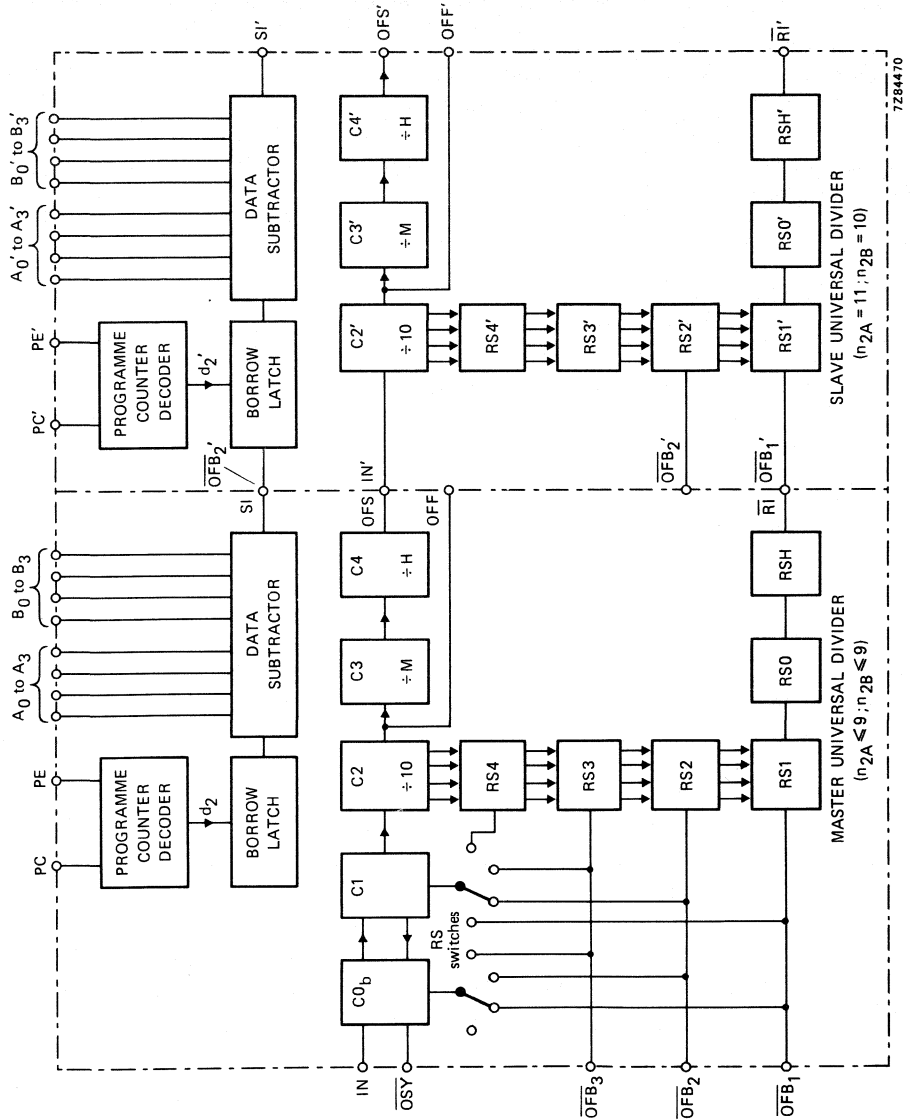 PC
PE
A0 to A3
B0 to B3
PC'
PE'
A0' to A3'
B0' to B3'
PROGRAMME
COUNTER
DECODER
PROGRAMME
COUNTER
DECODER
d2
d2'
BORROW
LATCH
DATA
SUBTRACTOR
SI
OFB2'
BORROW
LATCH
DATA
SUBTRACTOR
SI'
IN
OSY
C0b
C1
C2
÷10
C3
÷M
C4
÷H
OFS
IN'
OFF
C2'
÷10
C3'
÷M
C4'
÷H
OFS'
OFF'
RS
switches
RS4
RS4'
OFB3
RS3
RS3'
OFB2
RS2
OFB2'
RS2'
OFB1
RS1
RS0
RSH
RI
OFB1'
RS1'
RS0'
RSH'
RI'
MASTER UNIVERSAL DIVIDER
(n2A ⩽ 9; n2B ⩽ 9)
SLAVE UNIVERSAL DIVIDER
(n2A = 11; n2B = 10)
7Z84470